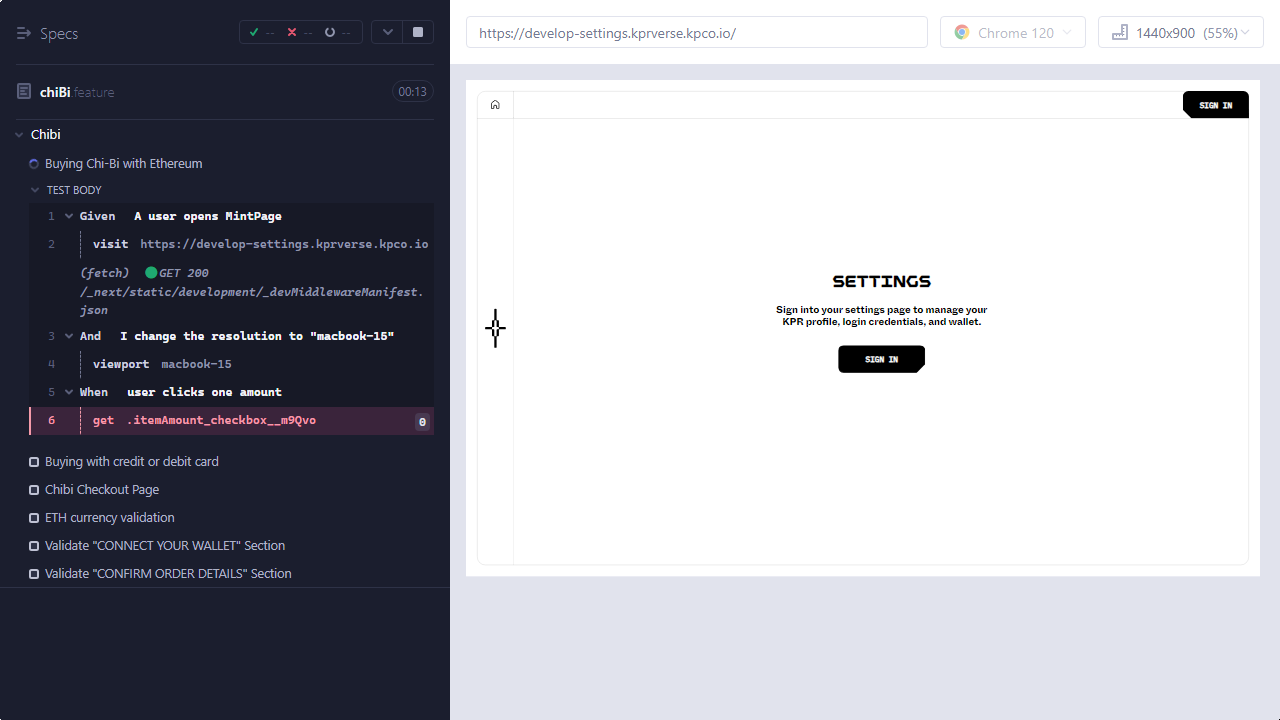 Specs
--
--
--
chiBi.feature
00:13
Chibi
Buying Chi-Bi with Ethereum
TEST BODY
1 Given A user opens MintPage
2 visit https://develop-settings.kprverse.kpco.io
(fetch) GET 200
/_next/static/development/_devMiddlewareManifest.
json
3 And I change the resolution to "macbook-15"
4 viewport macbook-15
5 When user clicks one amount
6 get .itemAmount_checkbox__m9Qvo 0
Buying with credit or debit card
Chibi Checkout Page
ETH currency validation
Validate "CONNECT YOUR WALLET" Section
Validate "CONFIRM ORDER DETAILS" Section
https://develop-settings.kprverse.kpco.io/
Chrome 120
1440x900 (55%)
SIGN IN
SETTINGS
Sign into your settings page to manage your
KPR profile, login credentials, and wallet.
SIGN IN